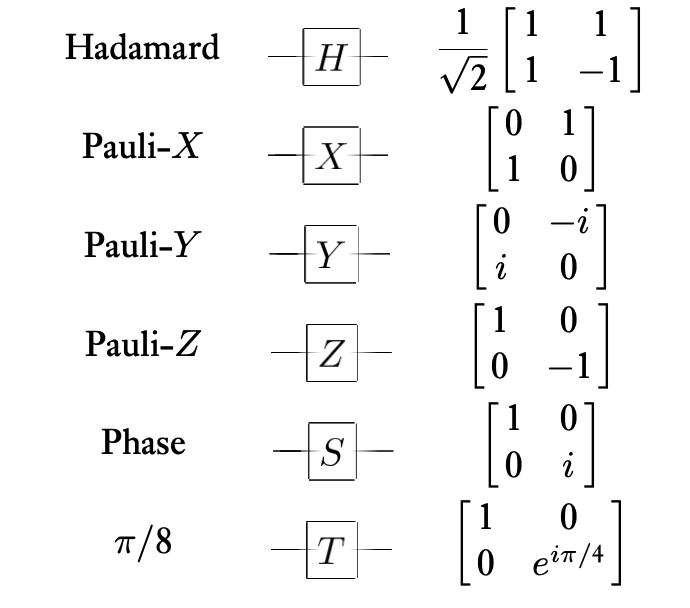 Hadamard H 1/√2 [1 1; 1 −1]
Pauli-X X [0 1; 1 0]
Pauli-Y Y [0 −i; i 0]
Pauli-Z Z [1 0; 0 −1]
Phase S [1 0; 0 i]
π/8 T [1 0; 0 e^{iπ/4}]